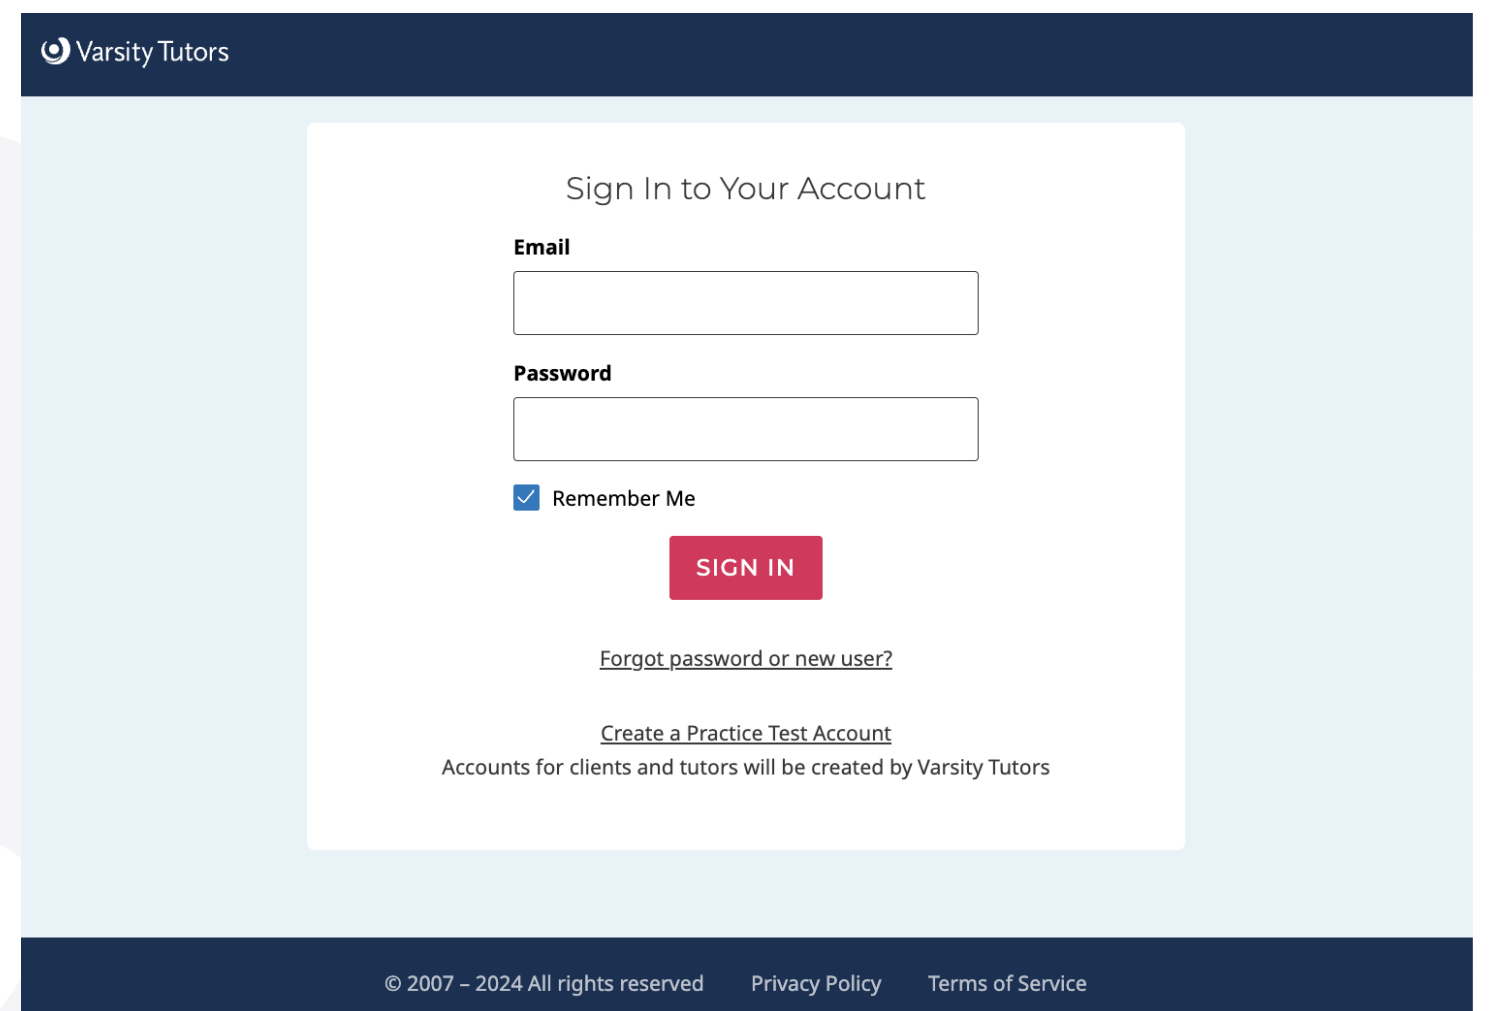 Varsity Tutors
Sign In to Your Account
Email
Password
Remember Me
SIGN IN
Forgot password or new user?
Create a Practice Test Account
Accounts for clients and tutors will be created by Varsity Tutors
© 2007 – 2024 All rights reserved Privacy Policy Terms of Service